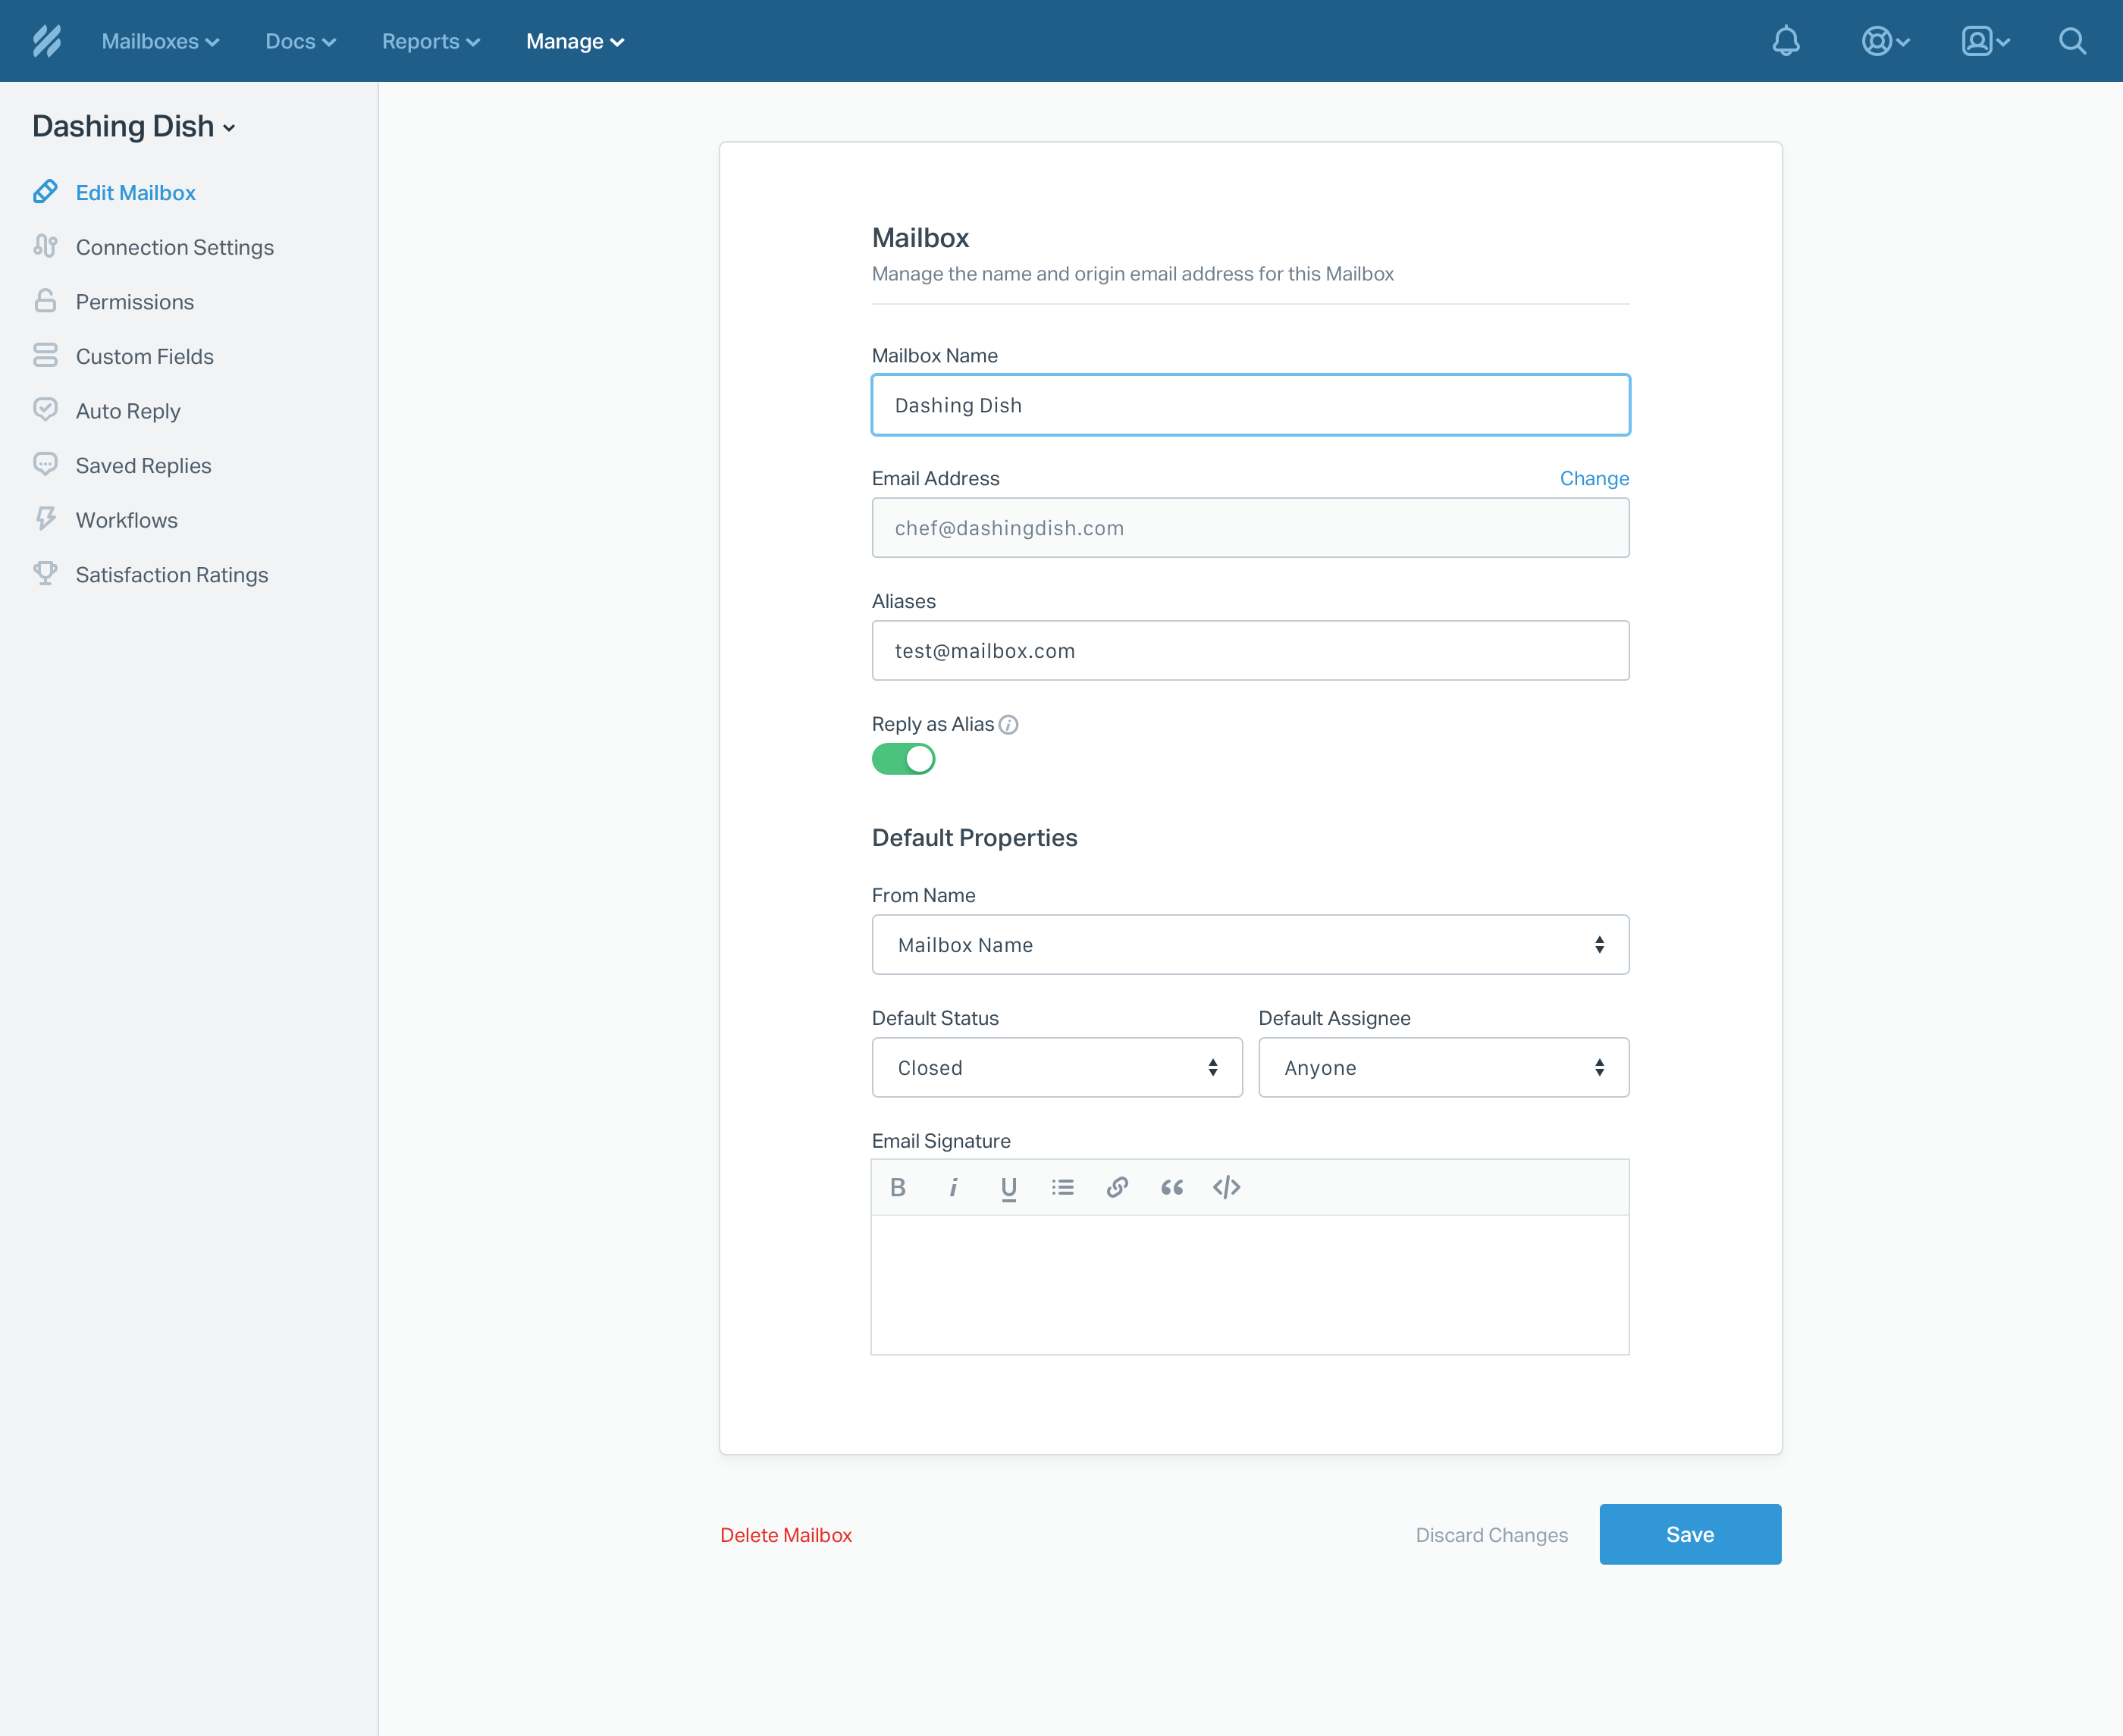 Mailboxes
Docs
Reports
Manage
Dashing Dish
Edit Mailbox
Connection Settings
Permissions
Custom Fields
Auto Reply
Saved Replies
Workflows
Satisfaction Ratings
Mailbox
Manage the name and origin email address for this Mailbox
Mailbox Name
Dashing Dish
Email Address
Change
chef@dashingdish.com
Aliases
test@mailbox.com
Reply as Alias
Default Properties
From Name
Mailbox Name
Default Status
Default Assignee
Closed
Anyone
Email Signature
B i U
Delete Mailbox
Discard Changes
Save